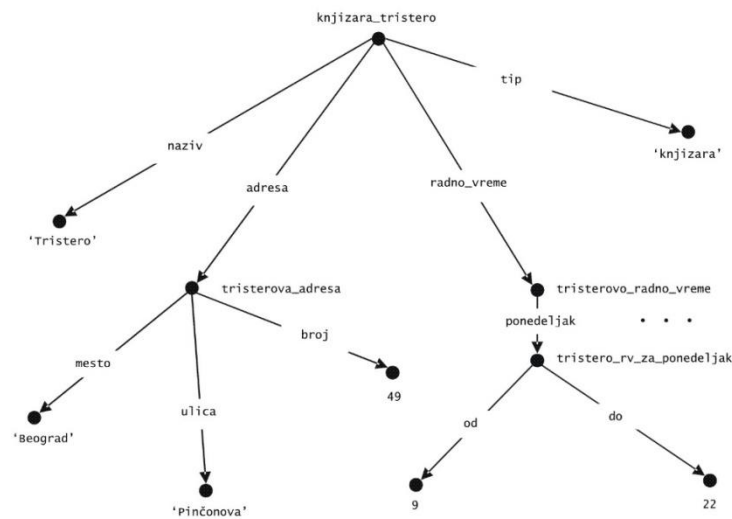 knjizara_tristero
tip
naziv
‘knjizara’
adresa
radno_vreme
‘Tristero’
tristerova_adresa
tristerovo_radno_vreme
ponedeljak . . .
broj
mesto
tristero_rv_za_ponedeljak
49
ulica
od
do
‘Beograd’
‘Pinčonova’
9
22